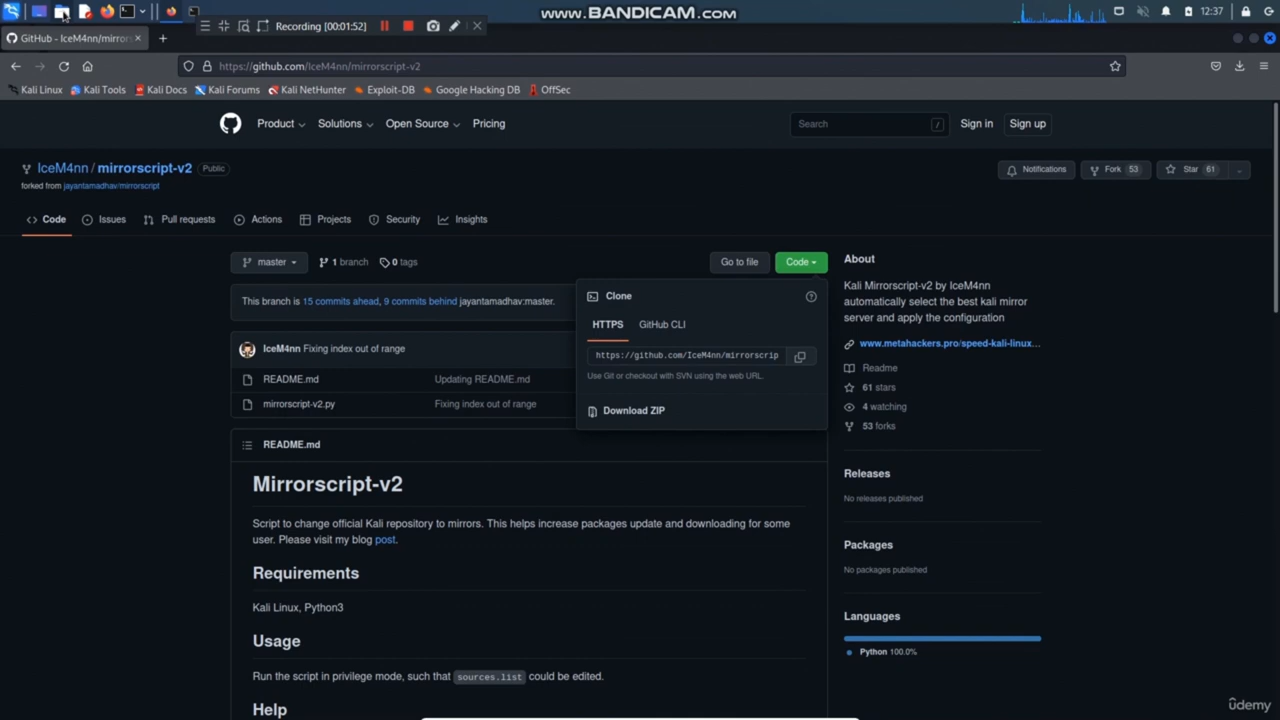 www.BANDICAM.com
12:37
Recording [00:01:52]
GitHub - IceM4nn/mirror
https://github.com/IceM4nn/mirrorscript-v2
Kali Linux
Kali Tools
Kali Docs
Kali Forums
Kali NetHunter
Exploit-DB
Google Hacking DB
OffSec
Product
Solutions
Open Source
Pricing
Search
/
Sign in
Sign up
IceM4nn / mirrorscript-v2 Public
Notifications
Fork 53
Star 61
forked from jayantamadhav/mirrorscript
Code
Issues
Pull requests
Actions
Projects
Security
Insights
master
1 branch
0 tags
Go to file
Code
About
Kali Mirrorscript-v2 by IceM4nn
automatically select the best kali mirror
server and apply the configuration
www.metahackers.pro/speed-kali-linux...
Readme
61 stars
4 watching
53 forks
Releases
No releases published
Packages
No packages published
Languages
Python 100.0%
This branch is 15 commits ahead, 9 commits behind jayantamadhav:master.
Clone
HTTPS
GitHub CLI
https://github.com/IceM4nn/mirrorscrip
Use Git or checkout with SVN using the web URL.
Download ZIP
IceM4nn Fixing index out of range
README.md
Updating README.md
mirrorscript-v2.py
Fixing index out of range
README.md
Mirrorscript-v2
Script to change official Kali repository to mirrors. This helps increase packages update and downloading for some
user. Please visit my blog post.
Requirements
Kali Linux, Python3
Usage
Run the script in privilege mode, such that sources.list could be edited.
Help
ûdemy